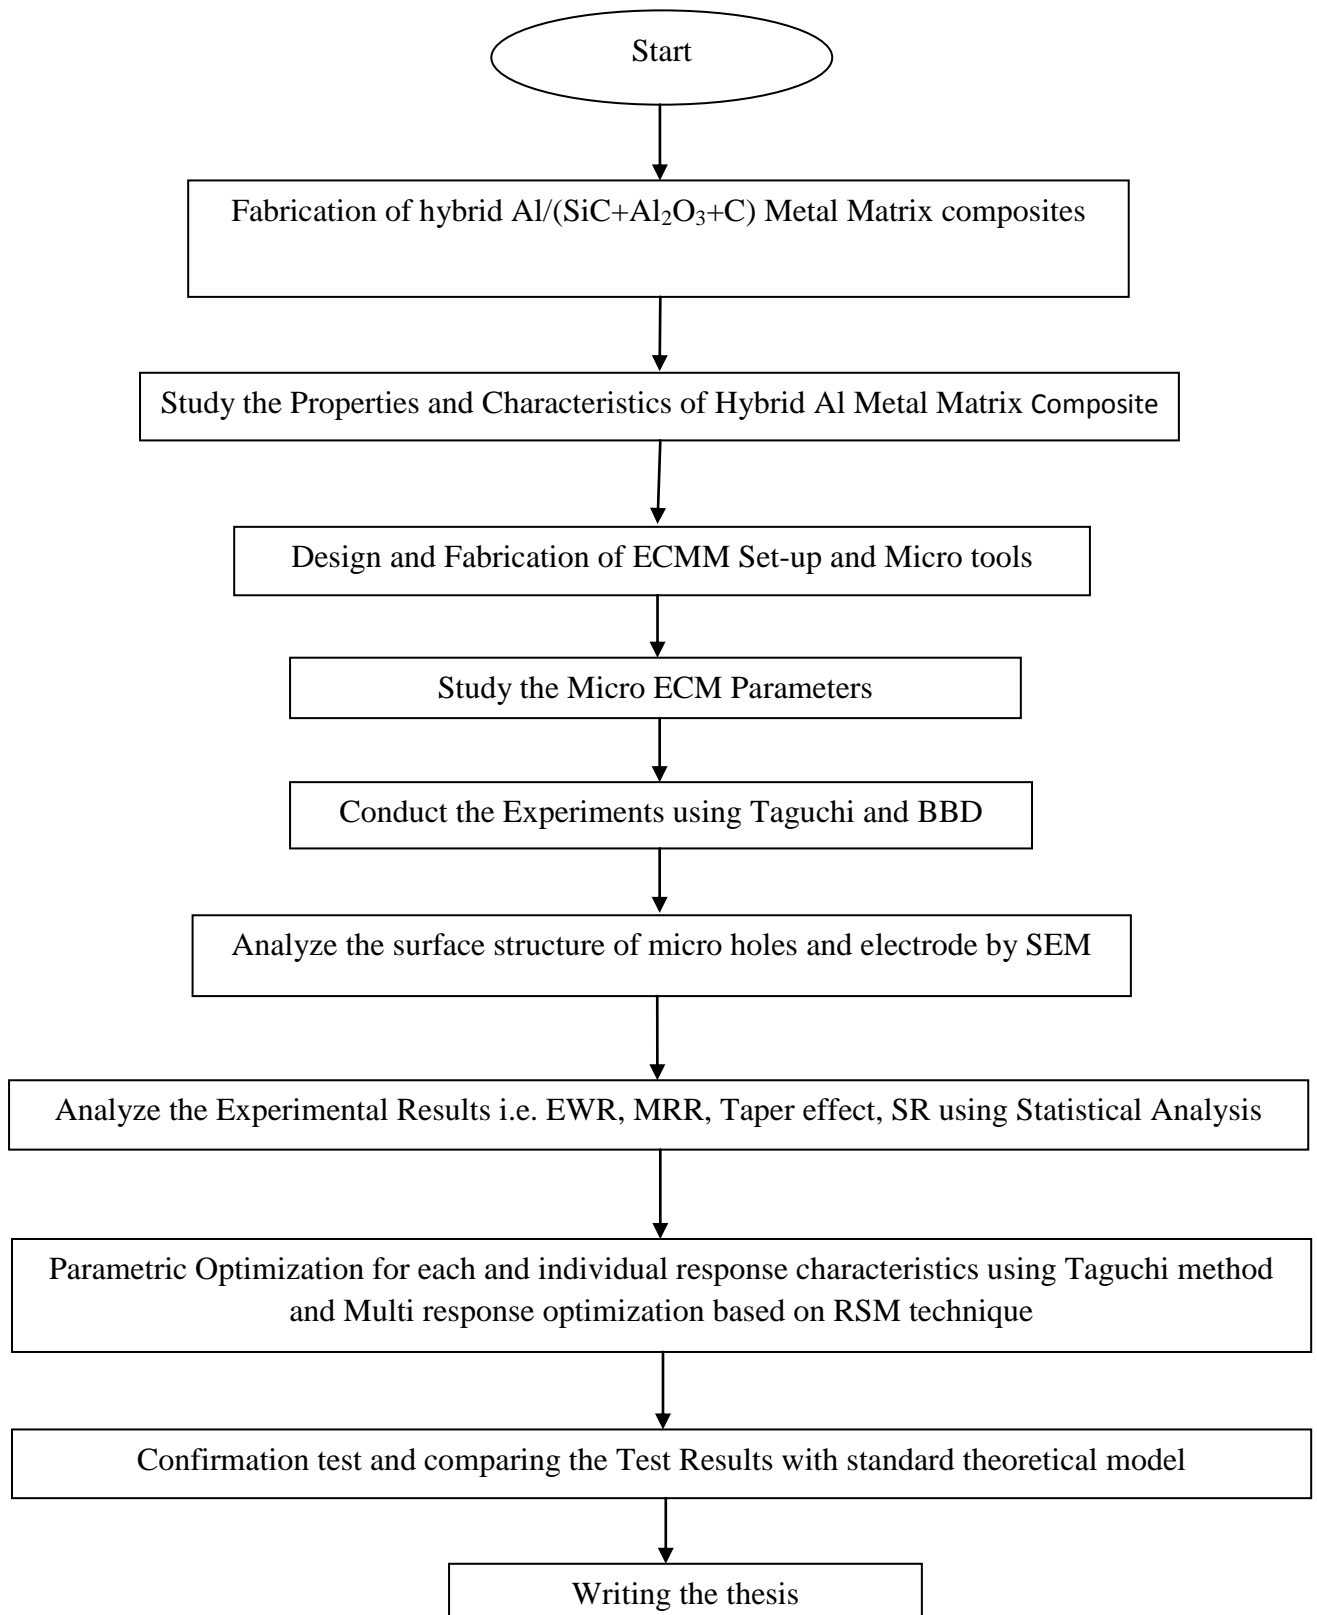 Start
Fabrication of hybrid Al/(SiC+Al₂O₃+C) Metal Matrix composites
Study the Properties and Characteristics of Hybrid Al Metal Matrix Composite
Design and Fabrication of ECMM Set-up and Micro tools
Study the Micro ECM Parameters
Conduct the Experiments using Taguchi and BBD
Analyze the surface structure of micro holes and electrode by SEM
Analyze the Experimental Results i.e. EWR, MRR, Taper effect, SR using Statistical Analysis
Parametric Optimization for each and individual response characteristics using Taguchi method
and Multi response optimization based on RSM technique
Confirmation test and comparing the Test Results with standard theoretical model
Writing the thesis